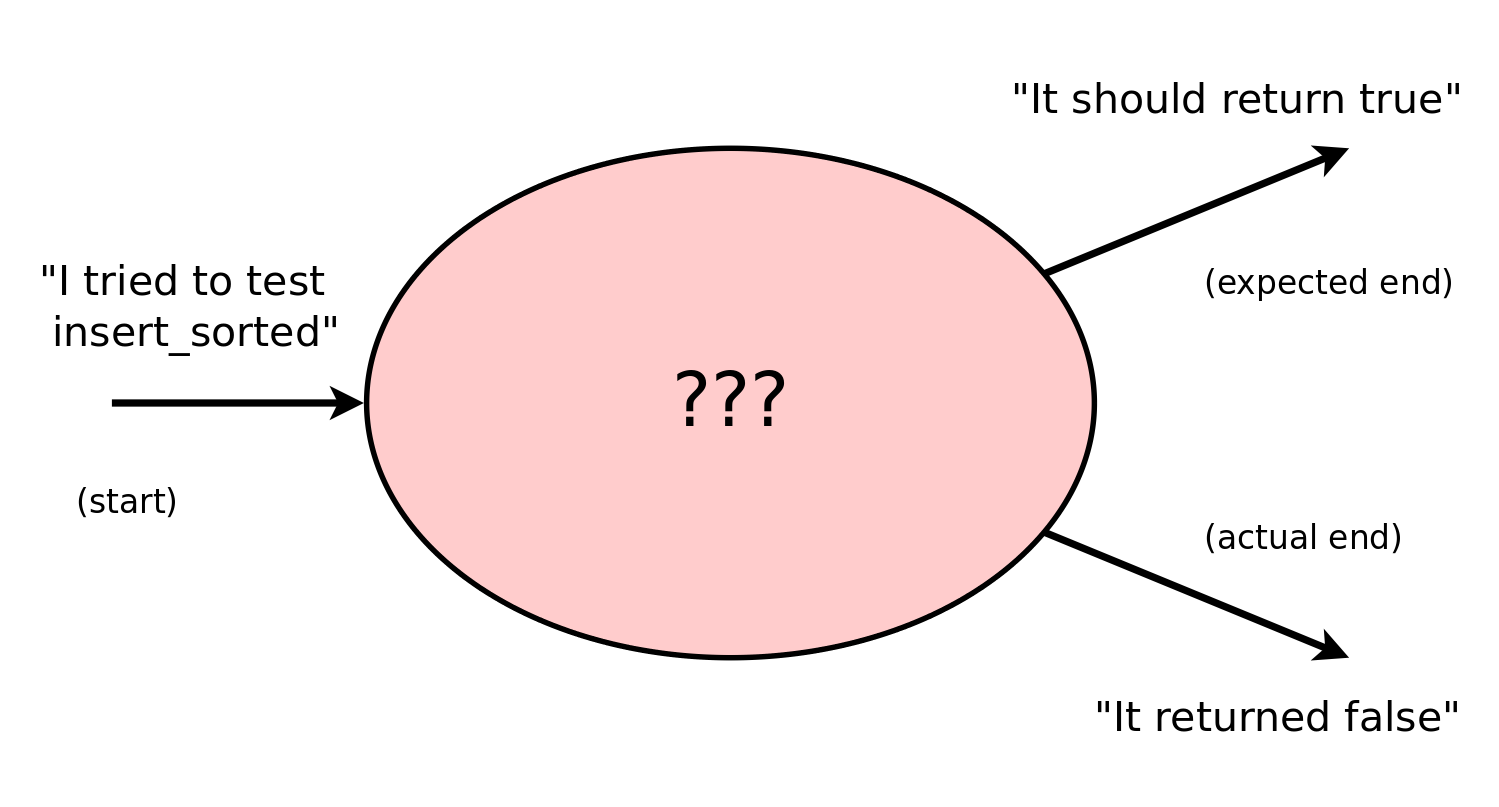 "It should return true"
(expected end)
"I tried to test
insert_sorted"
???
(start)
(actual end)
"It returned false"